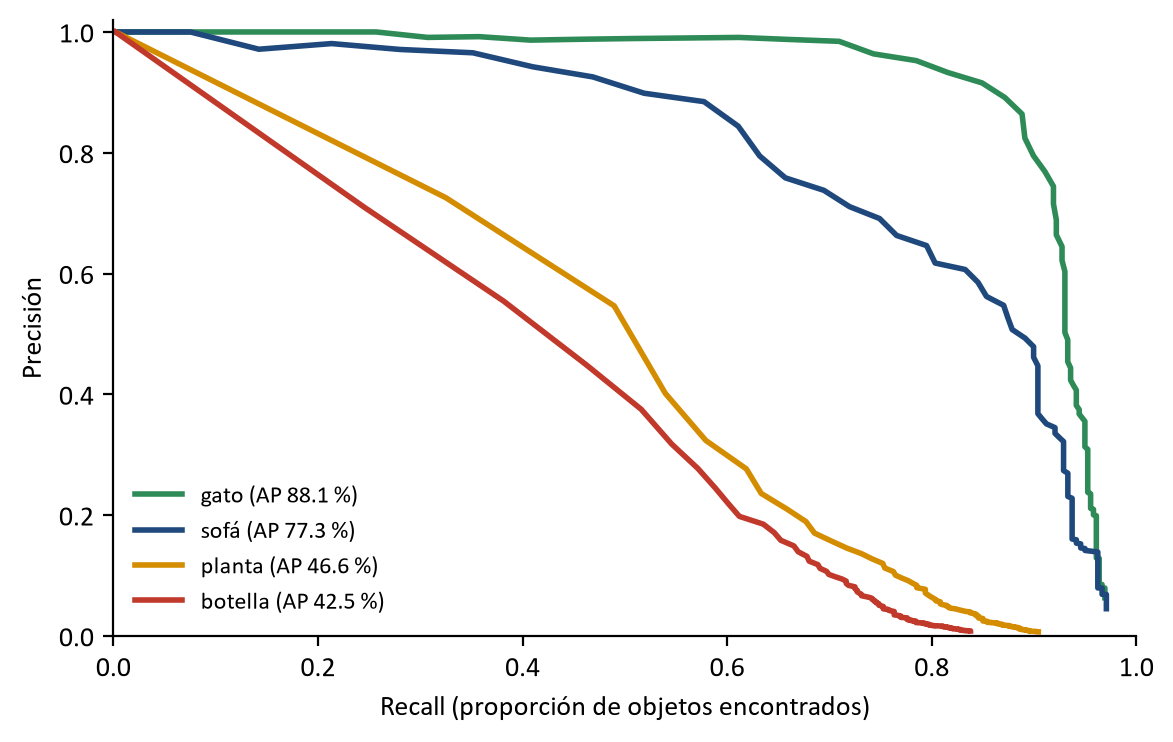 1.0
0.8
0.6
0.4
0.2
0.0
Precisión
gato (AP 88.1 %)
sofá (AP 77.3 %)
planta (AP 46.6 %)
botella (AP 42.5 %)
0.0 0.2 0.4 0.6 0.8 1.0
Recall (proporción de objetos encontrados)